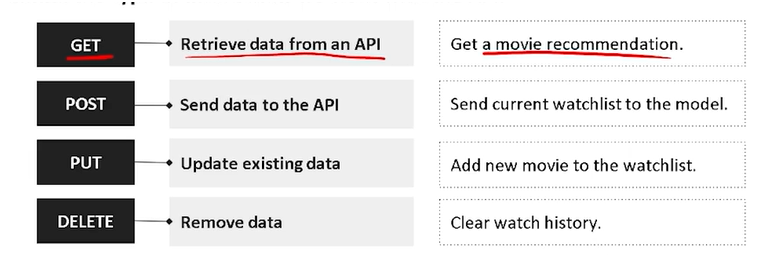 GET Retrieve data from an API Get a movie recommendation.
POST Send data to the API Send current watchlist to the model.
PUT Update existing data Add new movie to the watchlist.
DELETE Remove data Clear watch history.